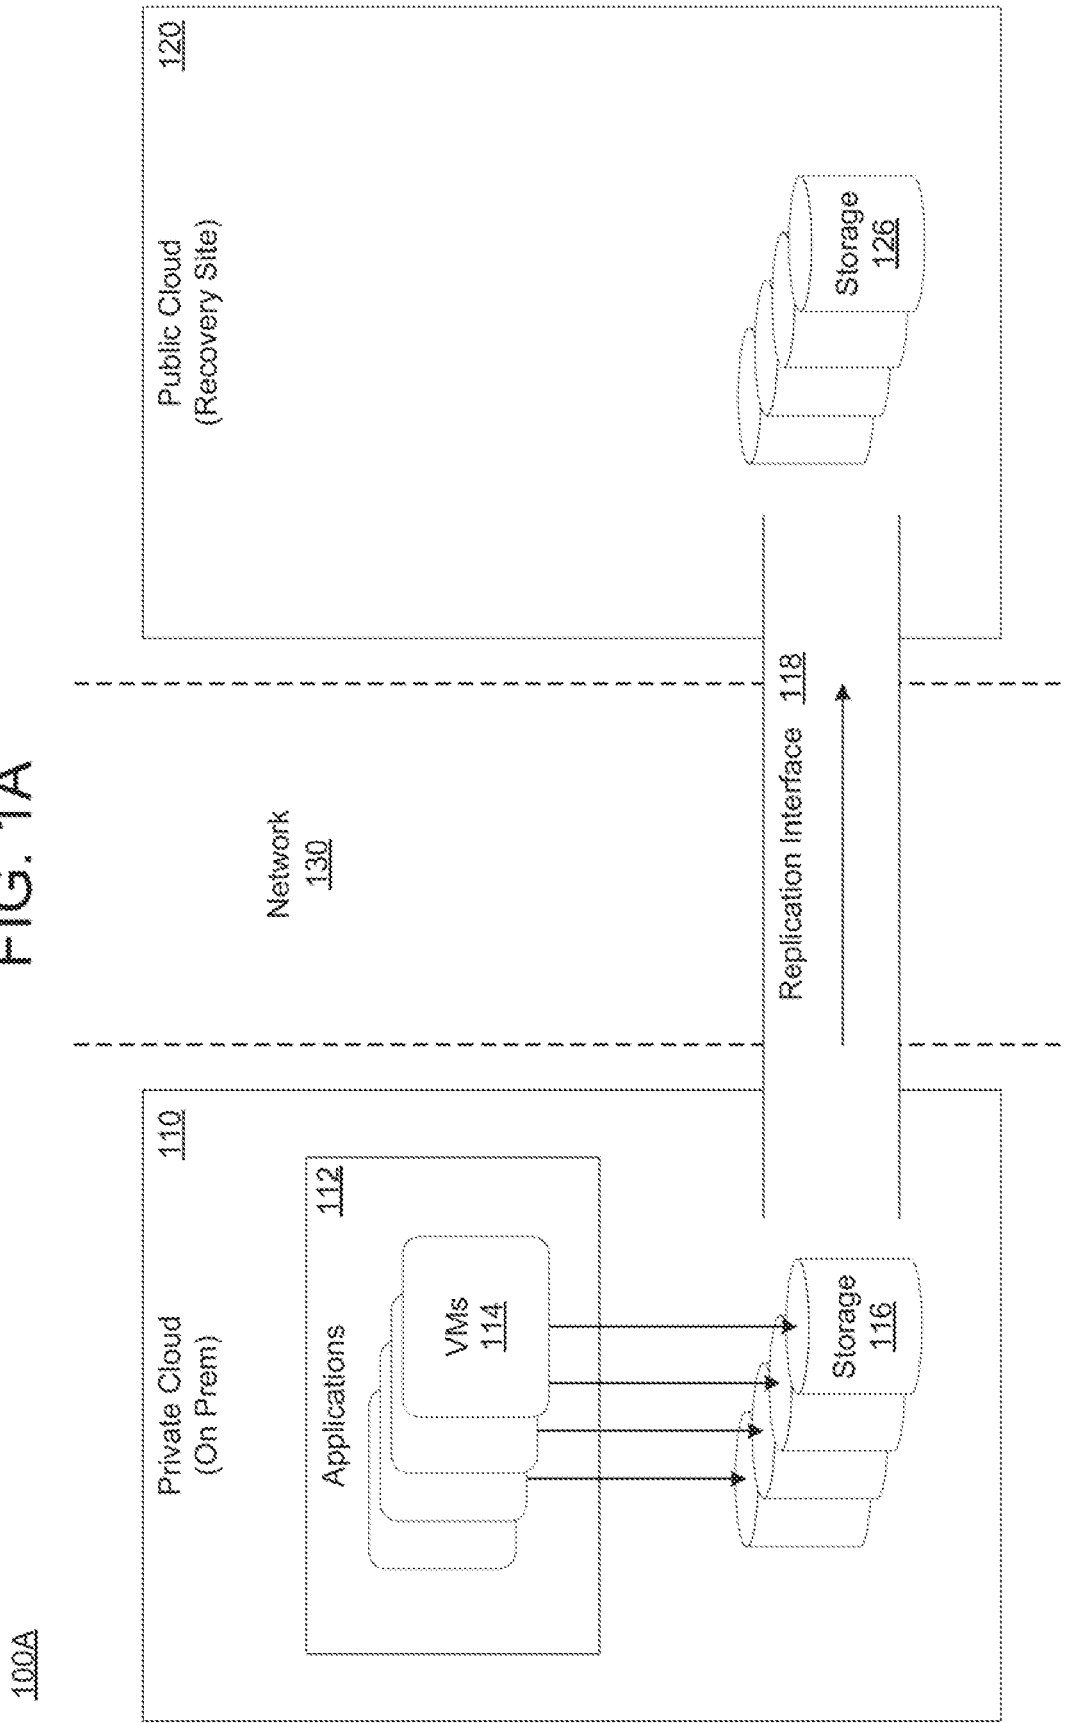 100A
FIG. 1A
Private Cloud
(On Prem)
110
Applications
112
VMs
114
Storage
116
Network
130
Replication Interface 118
Public Cloud
(Recovery Site)
120
Storage
126